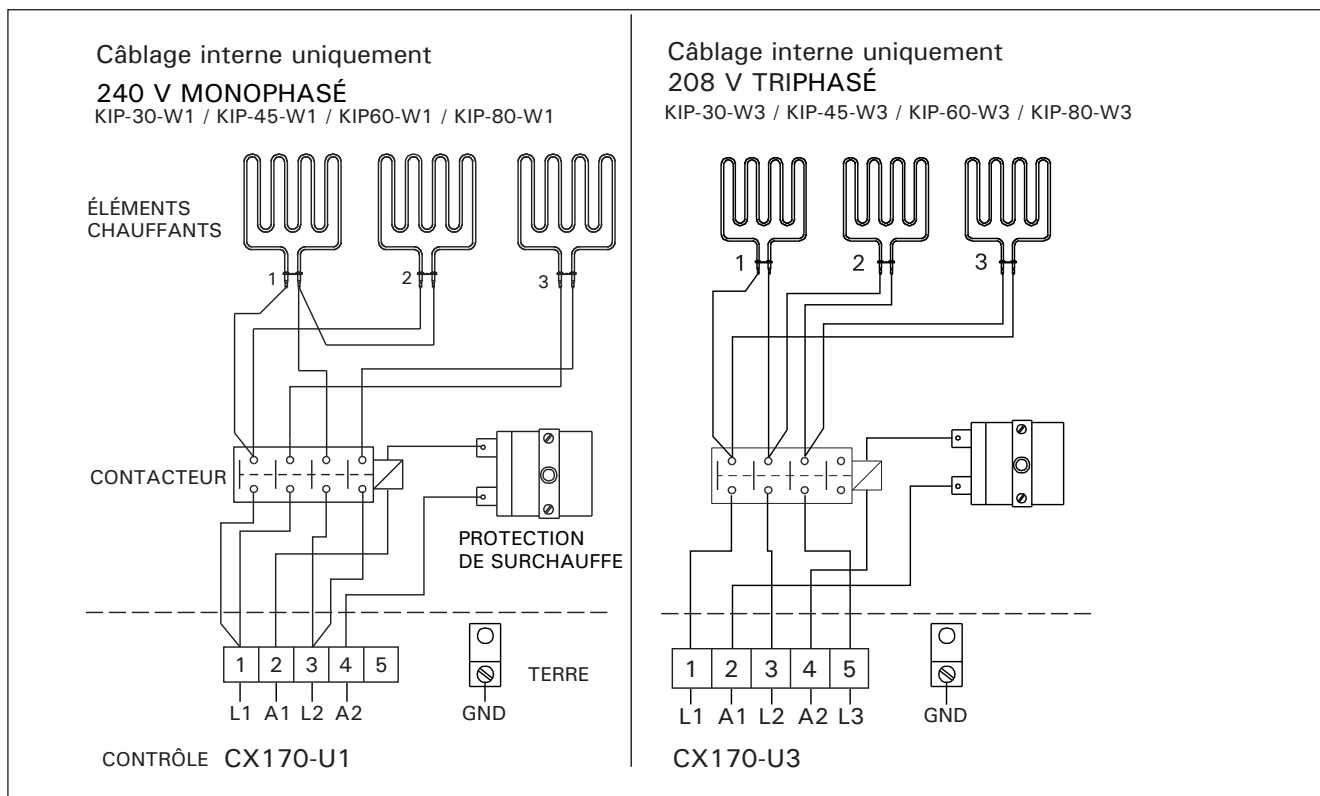 Câblage interne uniquement
240 V MONOPHASÉ
KIP-30-W1 / KIP-45-W1 / KIP60-W1 / KIP-80-W1
ÉLÉMENTS
CHAUFFANTS
1
2
3
CONTACTEUR
PROTECTION
DE SURCHAUFFE
1 2 3 4 5
TERRE
L1 A1 L2 A2
GND
CONTRÔLE CX170-U1
Câblage interne uniquement
208 V TRIPHASÉ
KIP-30-W3 / KIP-45-W3 / KIP-60-W3 / KIP-80-W3
1
2
3
1 2 3 4 5
L1 A1 L2 A2 L3
GND
CX170-U3